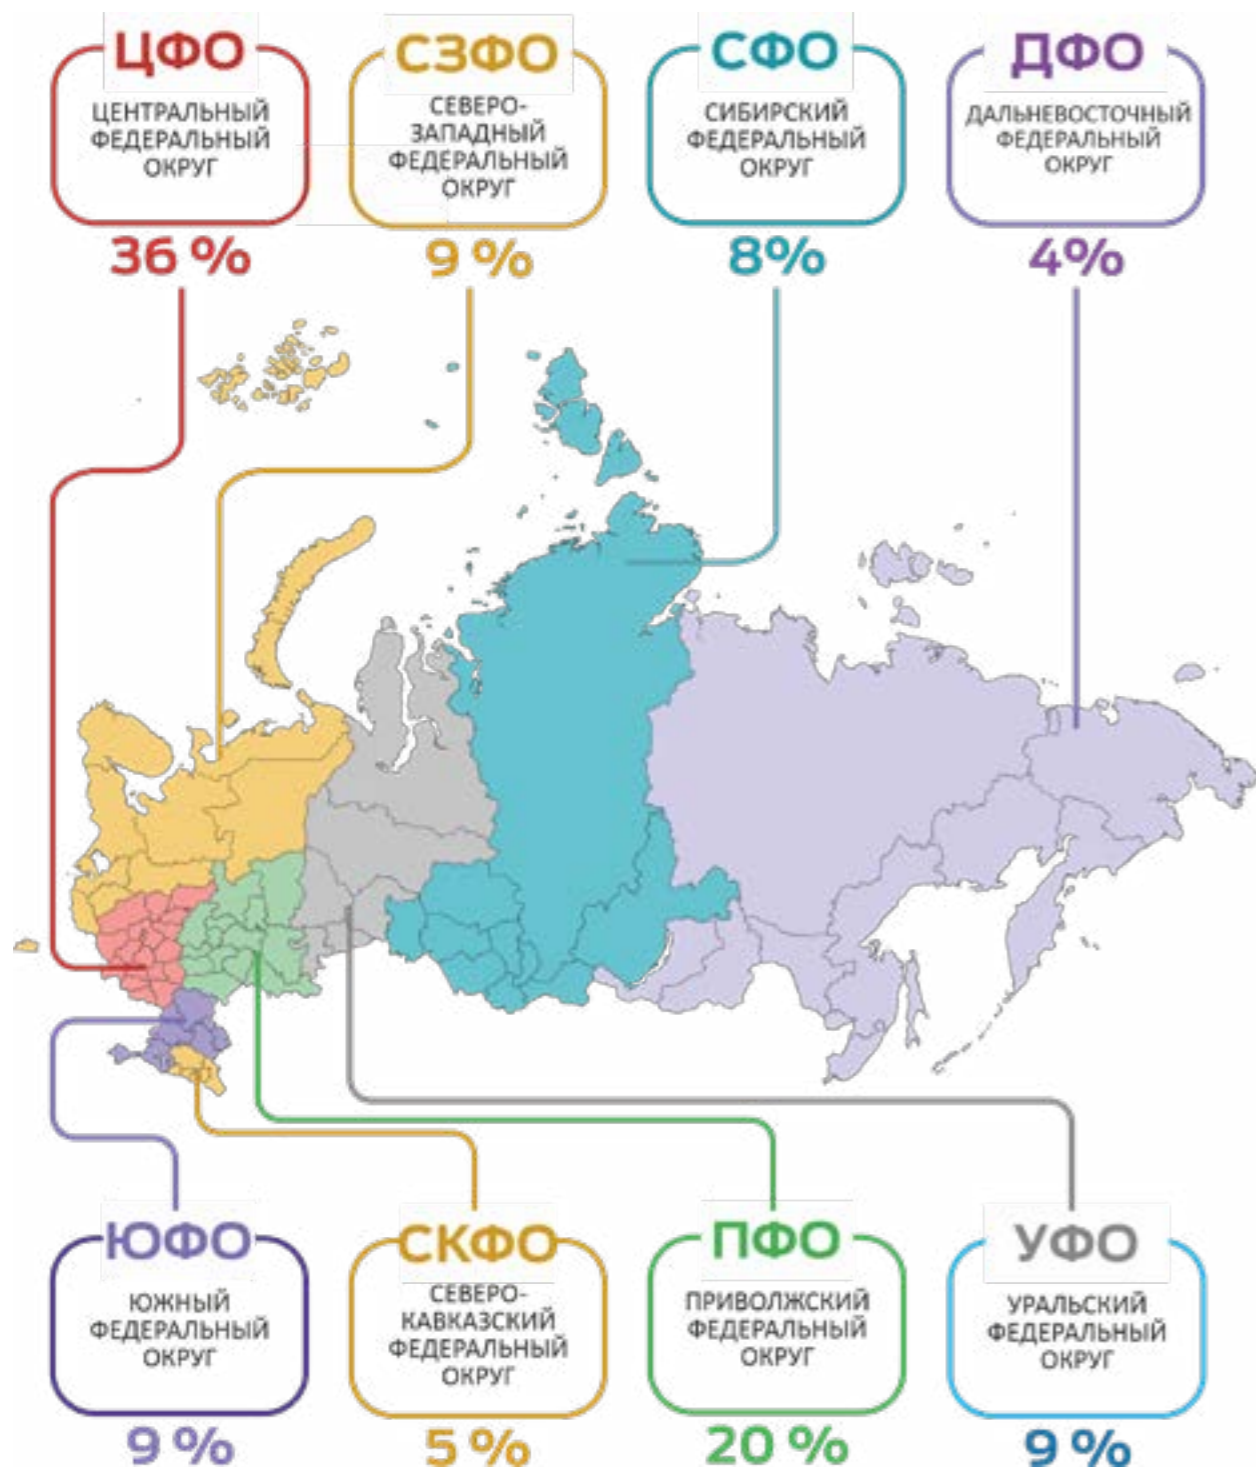 ЦФО
ЦЕНТРАЛЬНЫЙ
ФЕДЕРАЛЬНЫЙ
ОКРУГ
36 %
СЗФО
СЕВЕРО-
ЗАПАДНЫЙ
ФЕДЕРАЛЬНЫЙ
ОКРУГ
9 %
СФО
СИБИРСКИЙ
ФЕДЕРАЛЬНЫЙ
ОКРУГ
8%
ДФО
ДАЛЬНЕВОСТОЧНЫЙ
ФЕДЕРАЛЬНЫЙ
ОКРУГ
4%
ЮФО
ЮЖНЫЙ
ФЕДЕРАЛЬНЫЙ
ОКРУГ
9 %
СКФО
СЕВЕРО-
КАВКАЗСКИЙ
ФЕДЕРАЛЬНЫЙ
ОКРУГ
5 %
ПФО
ПРИВОЛЖСКИЙ
ФЕДЕРАЛЬНЫЙ
ОКРУГ
20 %
УФО
УРАЛЬСКИЙ
ФЕДЕРАЛЬНЫЙ
ОКРУГ
9 %